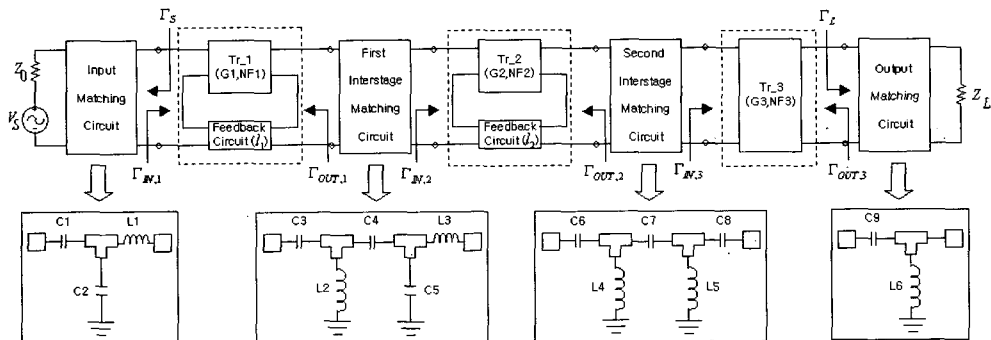 Γ_S
Γ_L
Z_0
V_S
Input
Matching
Circuit
Tr_1
(G1,NF1)
Feedback
Circuit(l_1)
First
Interstage
Matching
Circuit
Tr_2
(G2,NF2)
Feedback
Circuit(l_2)
Second
Interstage
Matching
Circuit
Tr_3
(G3,NF3)
Output
Matching
Circuit
Z_L
Γ_IN,1
Γ_OUT,1
Γ_IN,2
Γ_OUT,2
Γ_IN,3
Γ_OUT,3
C1
L1
C2
C3
C4
L3
L2
C5
C6
C7
C8
L4
L5
C9
L6